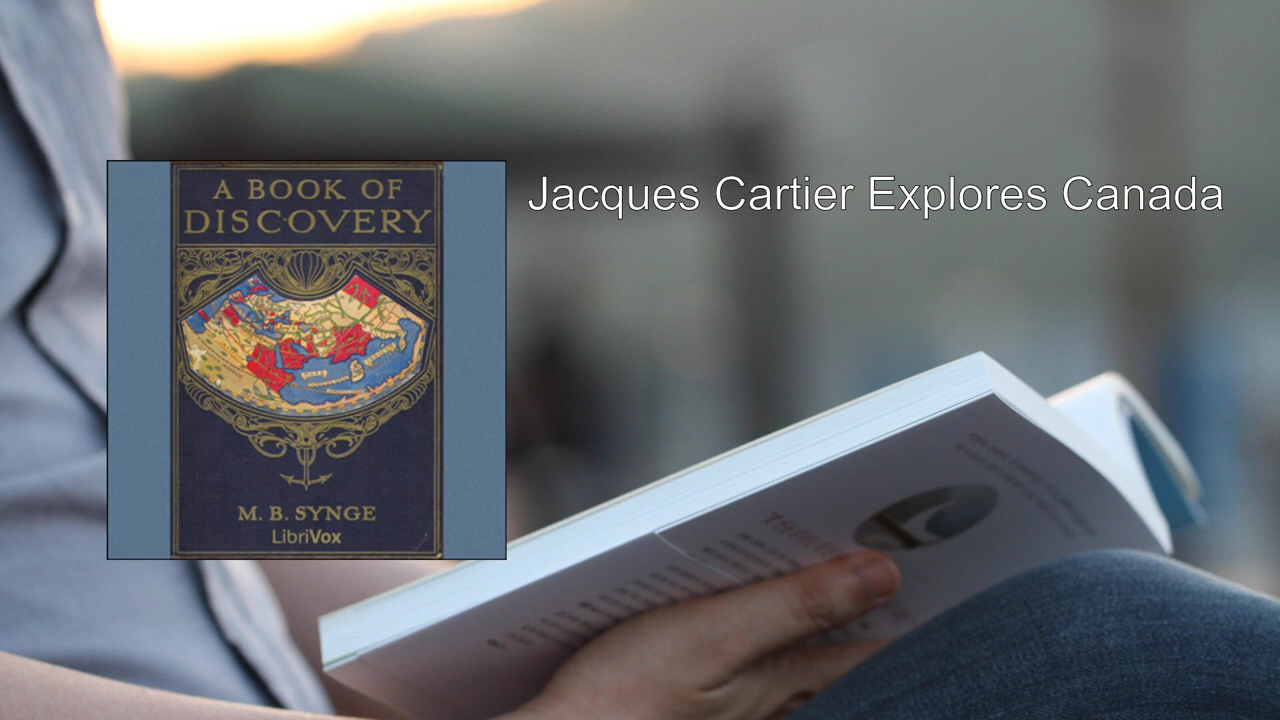 A BOOK OF
DISCOVERY
M. B. SYNGE
LibriVox
Jacques Cartier Explores Canada